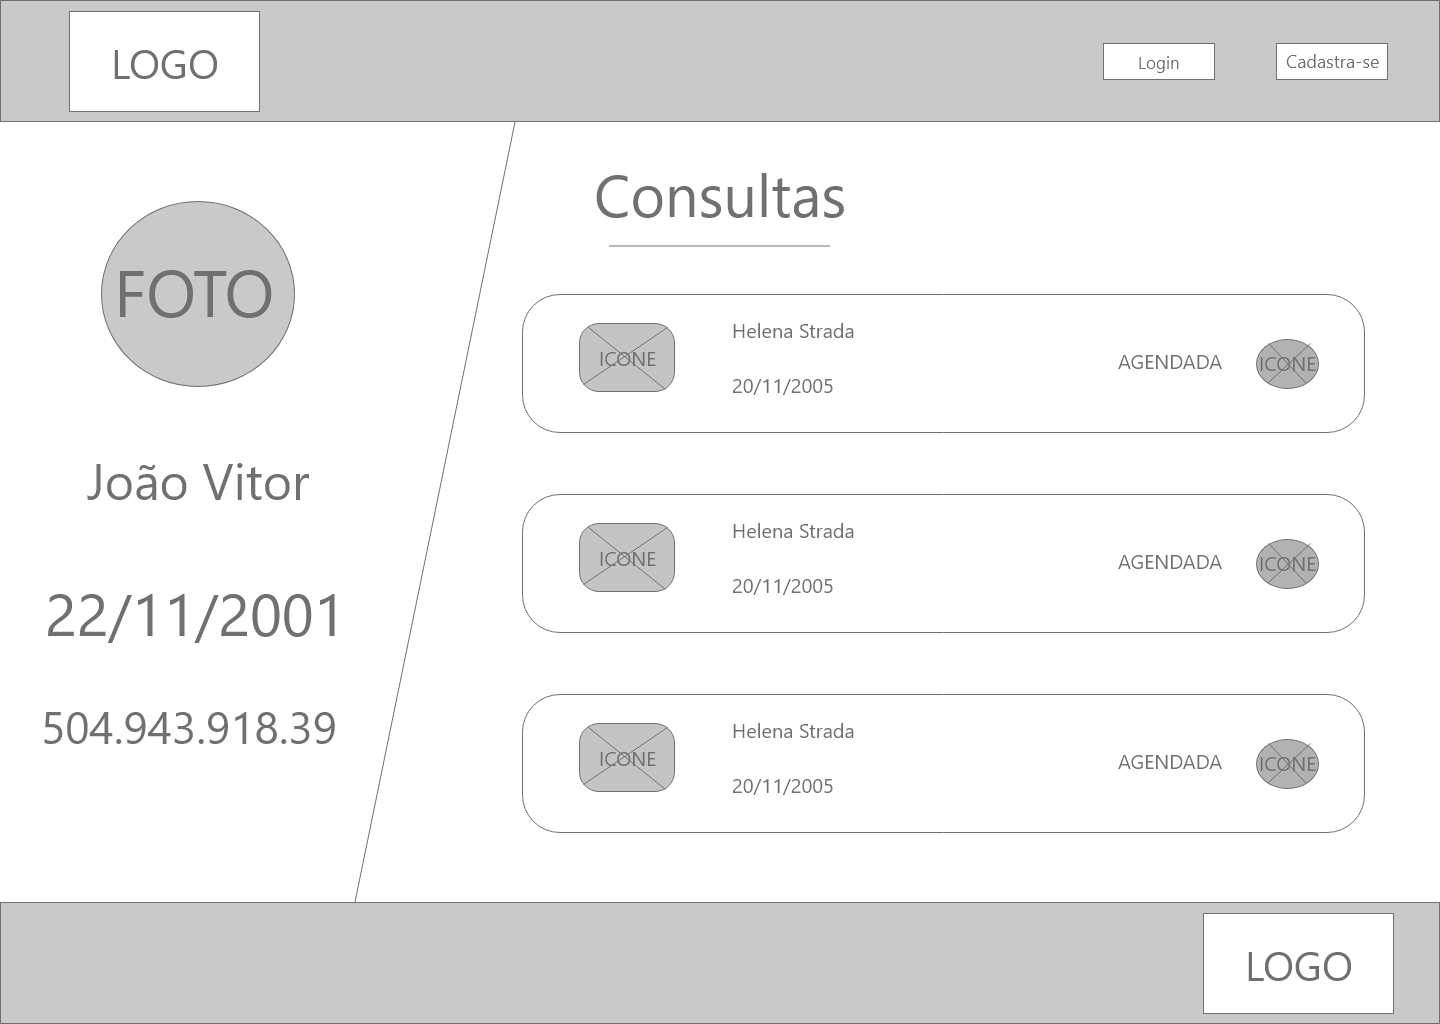 LOGO
Login
Cadastra-se
FOTO
João Vitor
22/11/2001
504.943.918.39
Consultas
ICONE
Helena Strada
20/11/2005
AGENDADA
ICONE
ICONE
Helena Strada
20/11/2005
AGENDADA
ICONE
ICONE
Helena Strada
20/11/2005
AGENDADA
ICONE
LOGO